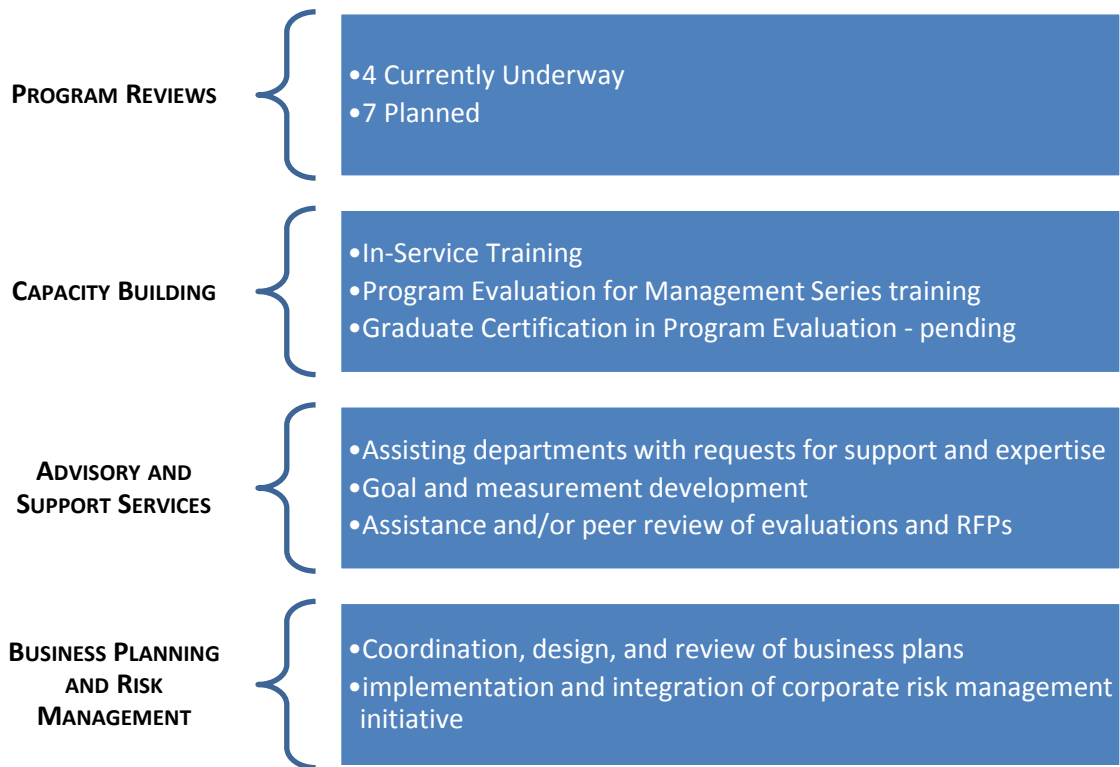 PROGRAM REVIEWS
•4 Currently Underway
•7 Planned
CAPACITY BUILDING
•In-Service Training
•Program Evaluation for Management Series training
•Graduate Certification in Program Evaluation - pending
ADVISORY AND
SUPPORT SERVICES
•Assisting departments with requests for support and expertise
•Goal and measurement development
•Assistance and/or peer review of evaluations and RFPs
BUSINESS PLANNING
AND RISK
MANAGEMENT
•Coordination, design, and review of business plans
•implementation and integration of corporate risk management
initiative